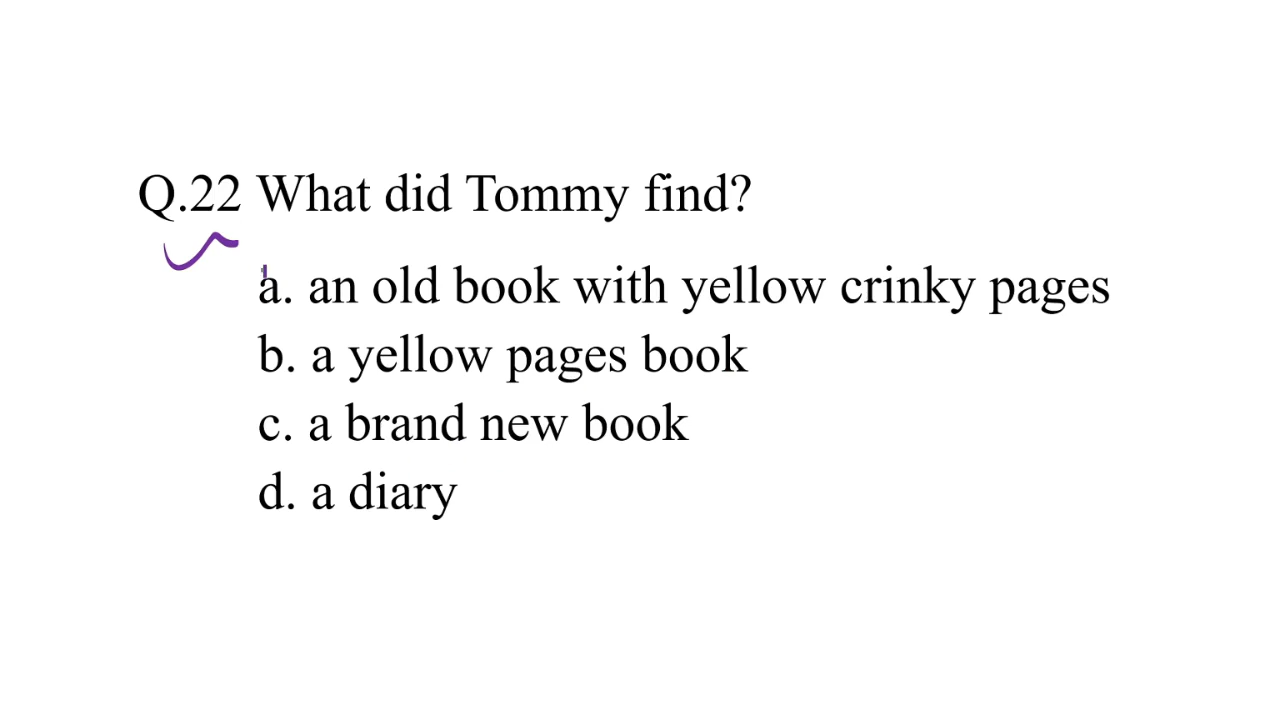 Q.22 What did Tommy find?
a. an old book with yellow crinky pages
b. a yellow pages book
c. a brand new book
d. a diary